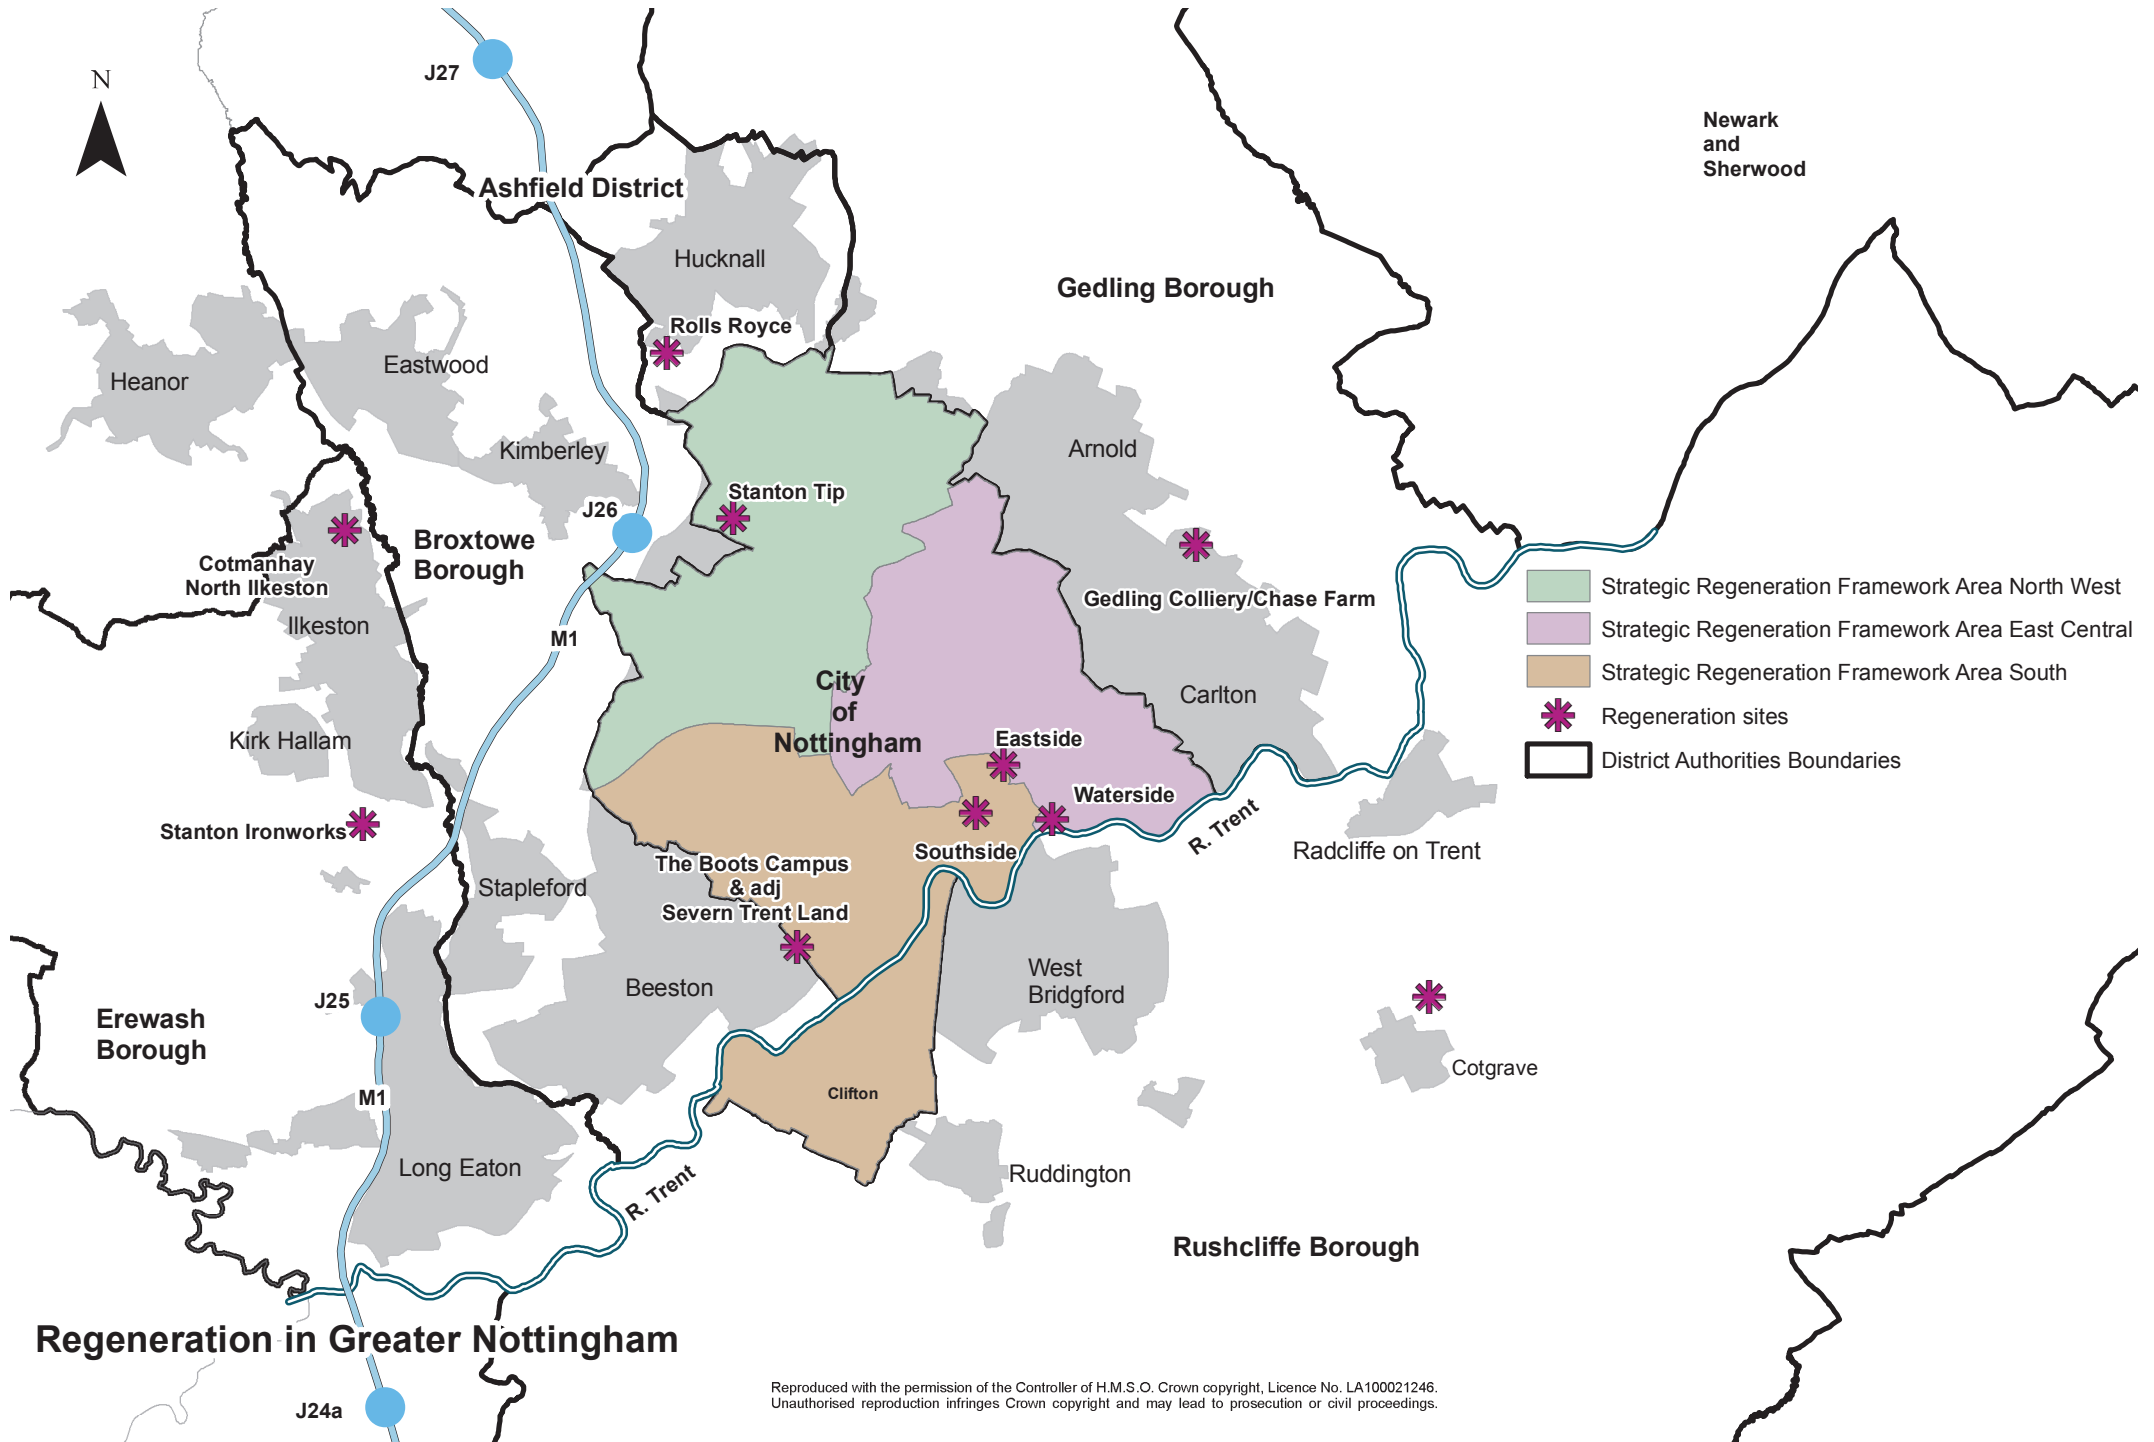 N
J27
Newark
and
Sherwood
Ashfield District
Hucknall
Gedling Borough
Rolls Royce
Eastwood
Heanor
Kimberley
Arnold
Stanton Tip
J26
Broxtowe
Borough
Cotmanhay
North Ilkeston
Ilkeston
Gedling Colliery/Chase Farm
Strategic Regeneration Framework Area North West
Strategic Regeneration Framework Area East Central
Strategic Regeneration Framework Area South
Regeneration sites
District Authorities Boundaries
M1
City
of
Nottingham
Carlton
Kirk Hallam
Eastside
Waterside
R. Trent
Stanton Ironworks
Southside
Radcliffe on Trent
The Boots Campus
& adj
Severn Trent Land
Stapleford
Beeston
West
Bridgford
J25
Erewash
Borough
Cotgrave
M1
Clifton
Long Eaton
R. Trent
Ruddington
Rushcliffe Borough
Regeneration in Greater Nottingham
J24a
Reproduced with the permission of the Controller of H.M.S.O. Crown copyright, Licence No. LA100021246.
Unauthorised reproduction infringes Crown copyright and may lead to prosecution or civil proceedings.